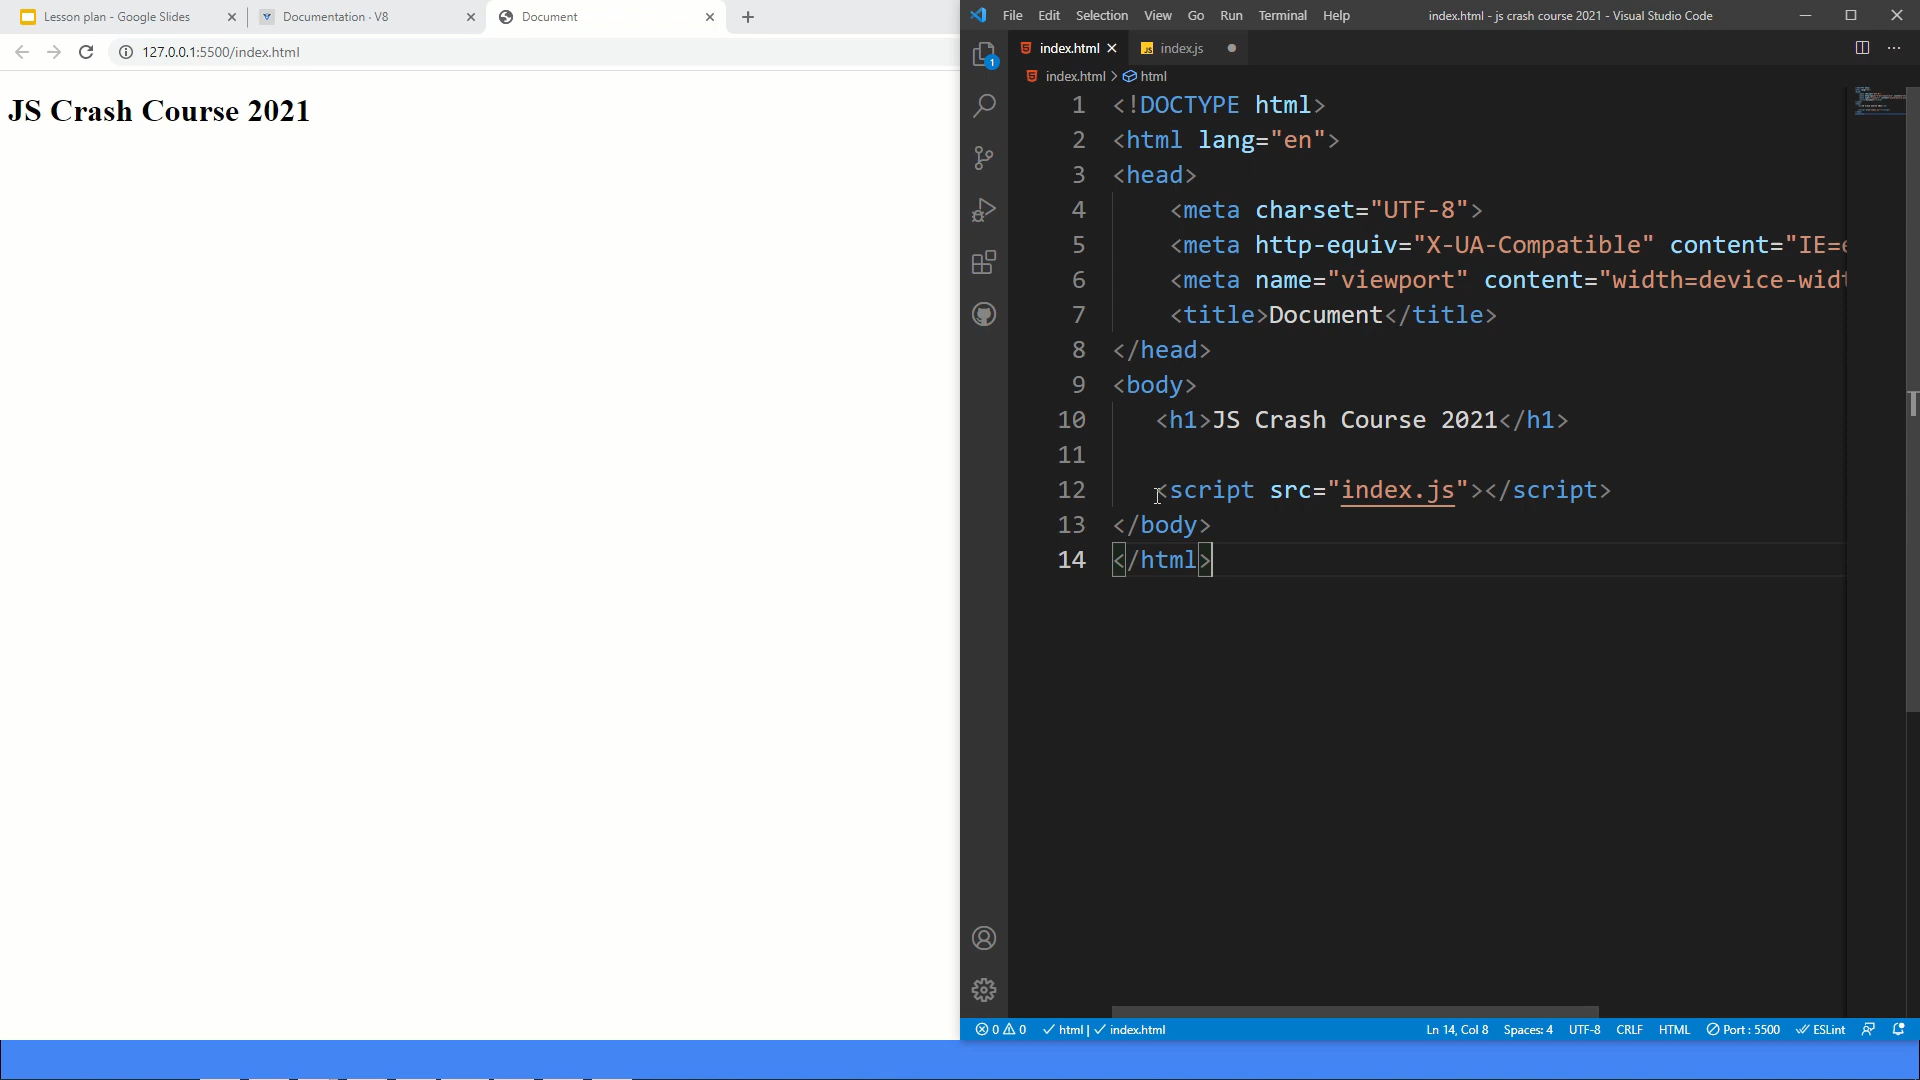 Lesson plan - Google Slides
Documentation · V8
Document
127.0.0.1:5500/index.html
JS Crash Course 2021
File Edit Selection View Go Run Terminal Help
index.html - js crash course 2021 - Visual Studio Code
index.html
JS index.js
index.html > html
1
1 <!DOCTYPE html>
2 <html lang="en">
3 <head>
4 <meta charset="UTF-8">
5 <meta http-equiv="X-UA-Compatible" content="IE=e
6 <meta name="viewport" content="width=device-widt
7 <title>Document</title>
8 </head>
9 <body>
10 <h1>JS Crash Course 2021</h1>
11
12 <script src="index.js"></script>
13 </body>
14 </html>
0 0 html | index.html
Ln 14, Col 8 Spaces: 4 UTF-8 CRLF HTML Port : 5500 ESLint